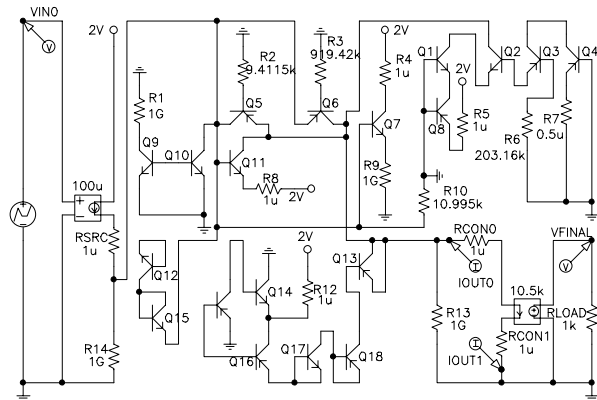 VIN0
V
2V
R2
9.4115k
R3
919.42k
2V
R4
1u
Q1
Q2
Q3
Q4
2V
R1
1G
Q5
Q6
Q7
Q8
R5
1u
R6
203.16k
R7
0.5u
Q9
Q10
Q11
R8
1u
2V
R9
1G
R10
10.995k
100u
RSRC
1u
RCON0
1u
VFINAL
V
I
IOUT0
Q12
Q13
2V
Q14
R12
1u
10.5k
Q15
R13
1G
RLOAD
1k
R14
1G
Q16
Q17
Q18
RCON1
1u
I
IOUT1